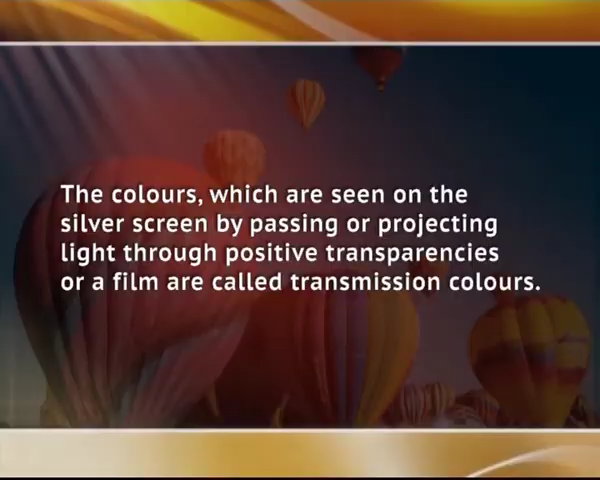 The colours, which are seen on the
silver screen by passing or projecting
light through positive transparencies
or a film are called transmission colours.